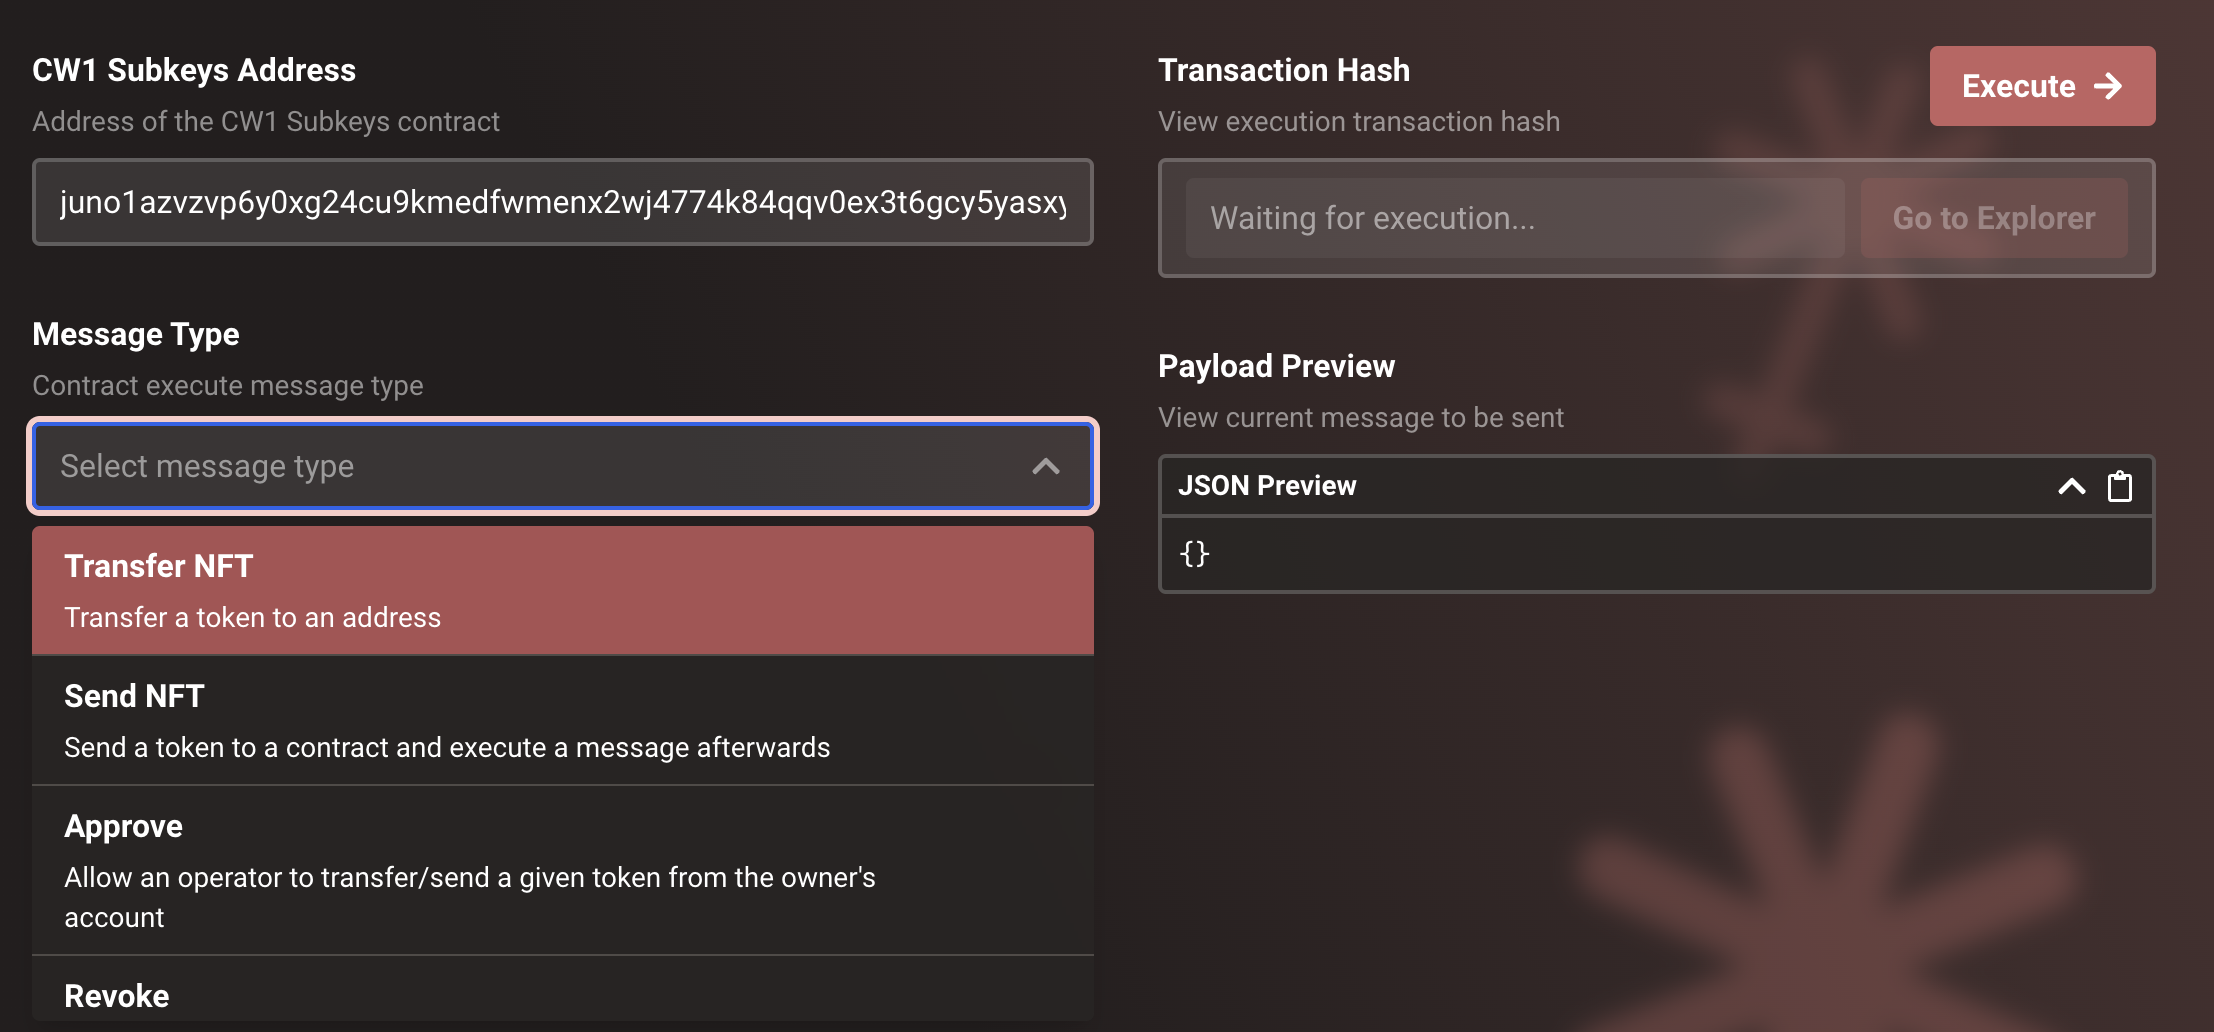 CW1 Subkeys Address
Address of the CW1 Subkeys contract
juno1azvzvp6y0xg24cu9kmedfwmenx2wj4774k84qqv0ex3t6gcy5yasxy
Message Type
Contract execute message type
Select message type
Transfer NFT
Transfer a token to an address
Send NFT
Send a token to a contract and execute a message afterwards
Approve
Allow an operator to transfer/send a given token from the owner's
account
Revoke
Transaction Hash
View execution transaction hash
Execute
Waiting for execution...
Go to Explorer
Payload Preview
View current message to be sent
JSON Preview
{}